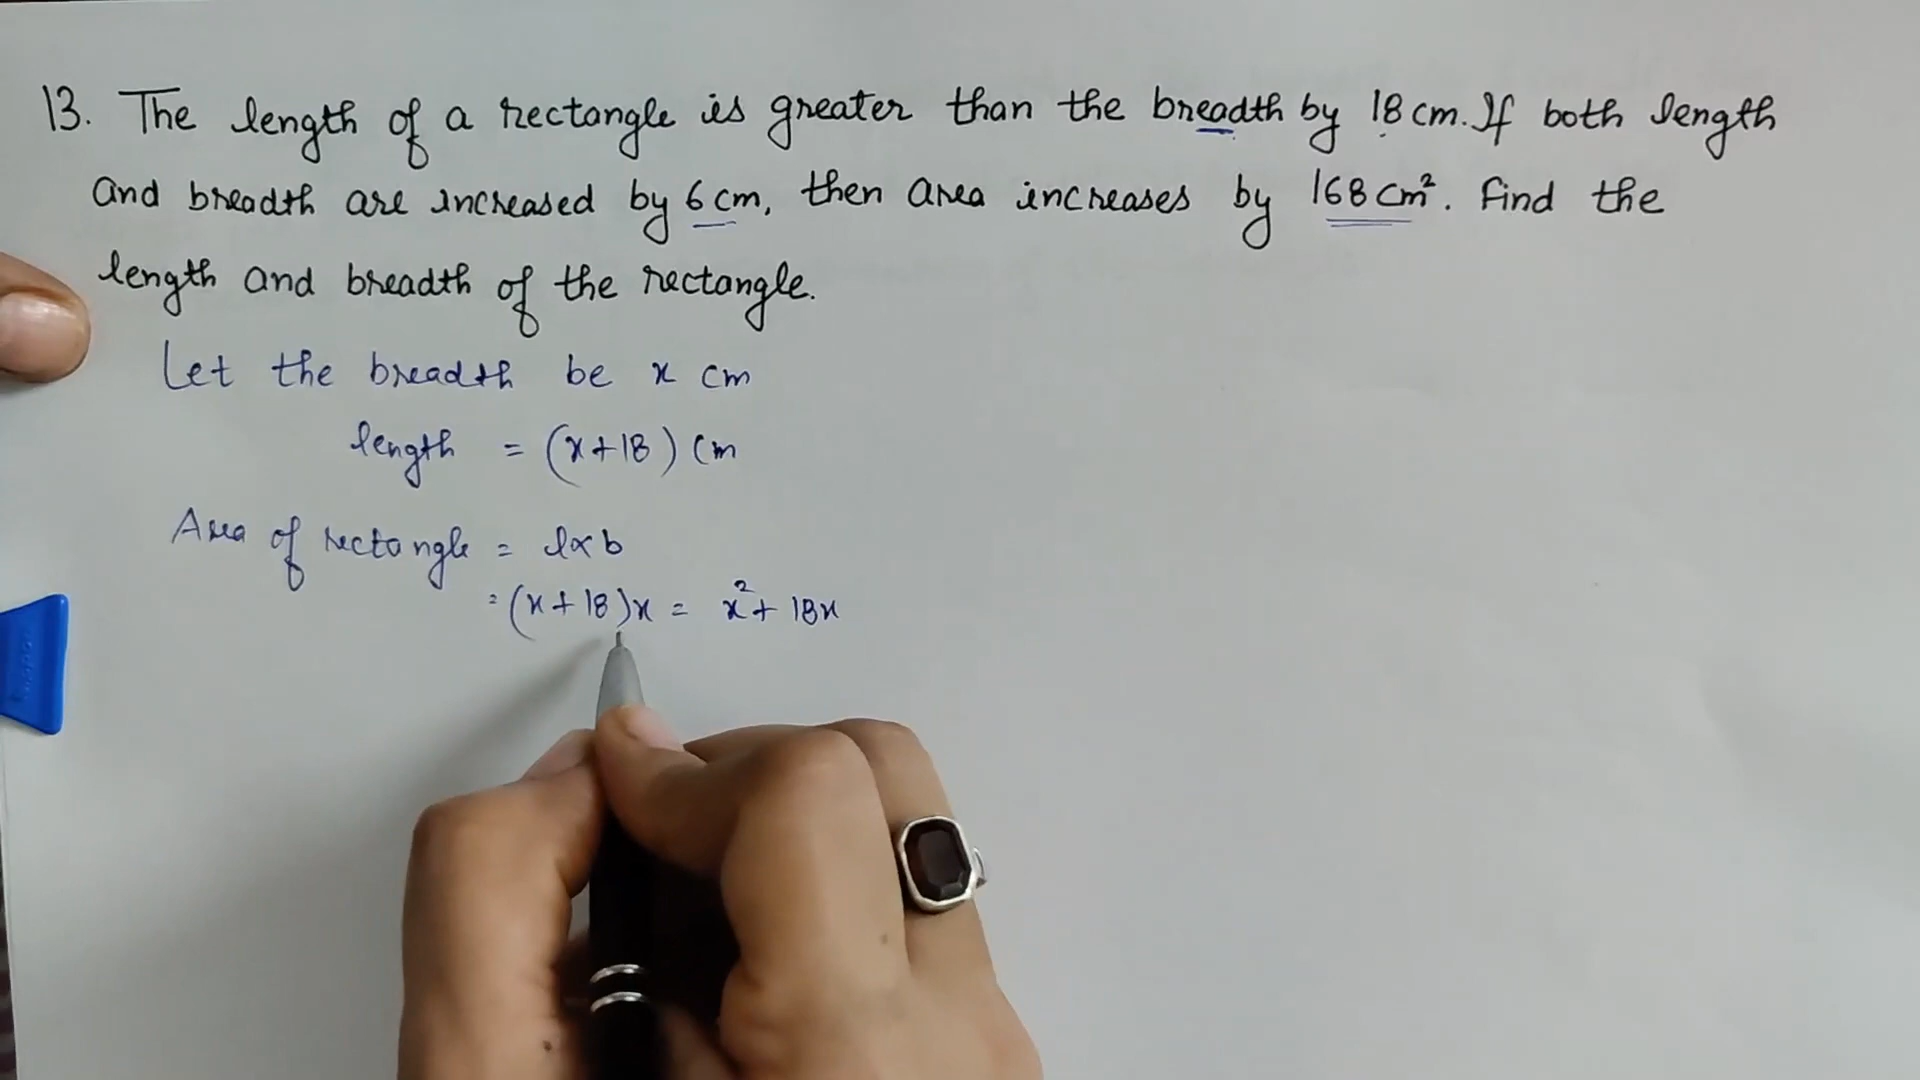 13. The length of a rectangle is greater than the breadth by 18 cm. If both length
and breadth are increased by 6 cm, then area increases by 168 cm². Find the
length and breadth of the rectangle.
Let the breadth be x cm
length = (x+18) cm
Area of rectangle = l×b
= (x+18)x = x²+ 18x